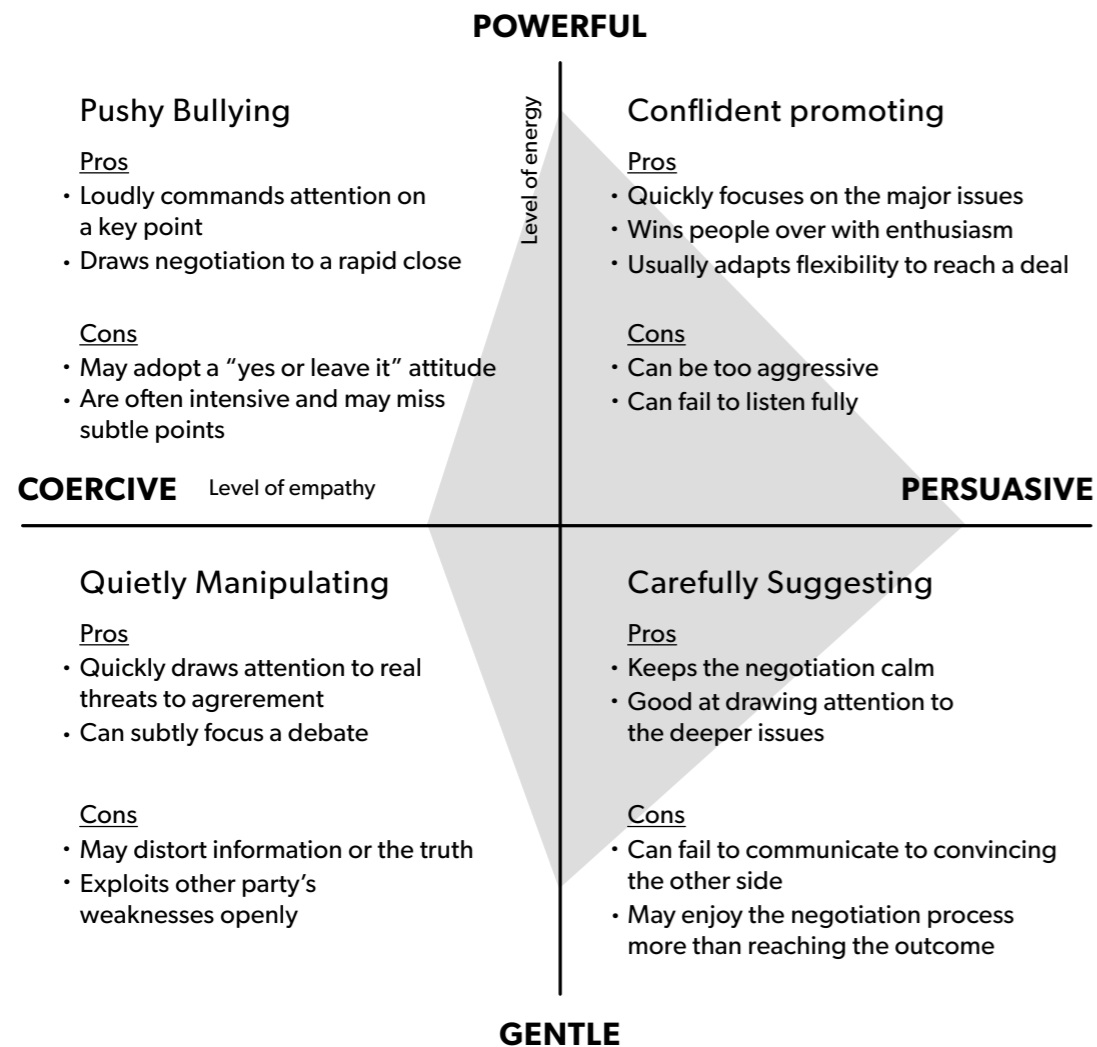 POWERFUL
Pushy Bullying
Pros
• Loudly commands attention on
a key point
• Draws negotiation to a rapid close
Cons
• May adopt a “yes or leave it” attitude
• Are often intensive and may miss
subtle points
Level of energy
Conflident promoting
Pros
• Quickly focuses on the major issues
• Wins people over with enthusiasm
• Usually adapts flexibility to reach a deal
Cons
• Can be too aggressive
• Can fail to listen fully
COERCIVE
Level of empathy
PERSUASIVE
Quietly Manipulating
Pros
• Quickly draws attention to real
threats to agrerement
• Can subtly focus a debate
Cons
• May distort information or the truth
• Exploits other party’s
weaknesses openly
Carefully Suggesting
Pros
• Keeps the negotiation calm
• Good at drawing attention to
the deeper issues
Cons
• Can fail to communicate to convincing
the other side
• May enjoy the negotiation process
more than reaching the outcome
GENTLE